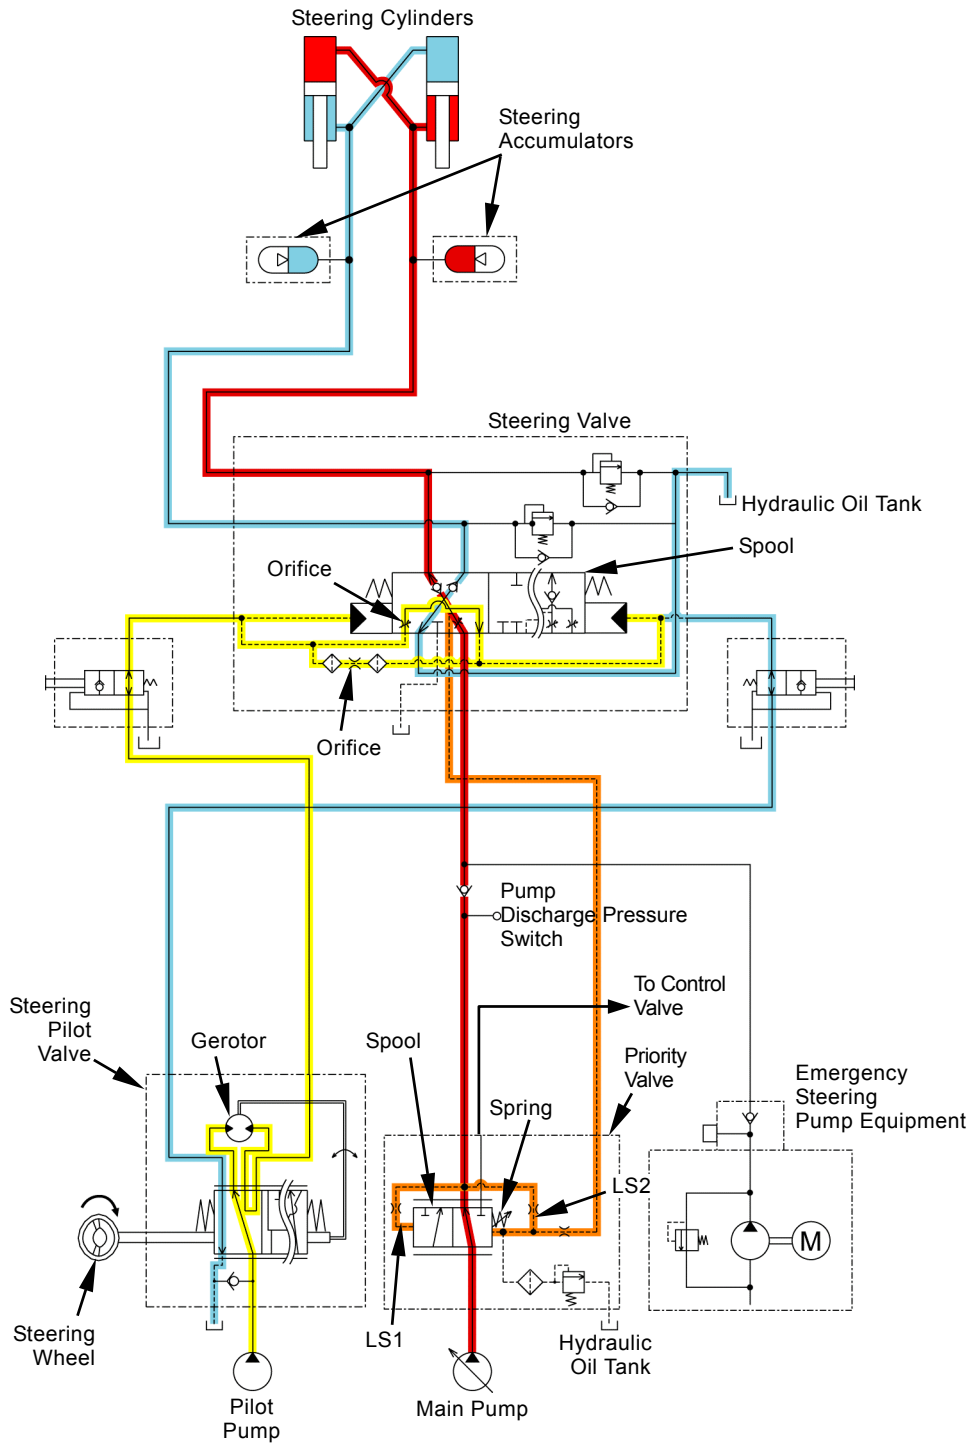 Steering Cylinders
Steering
Accumulators
Steering Valve
Hydraulic Oil Tank
Spool
Orifice
Orifice
Pump
Discharge Pressure
Switch
To Control
Valve
Steering
Pilot
Valve
Gerotor
Spool
Priority
Valve
Spring
Emergency
Steering
Pump Equipment
LS2
M
Steering
Wheel
LS1
Hydraulic
Oil Tank
Pilot
Pump
Main Pump